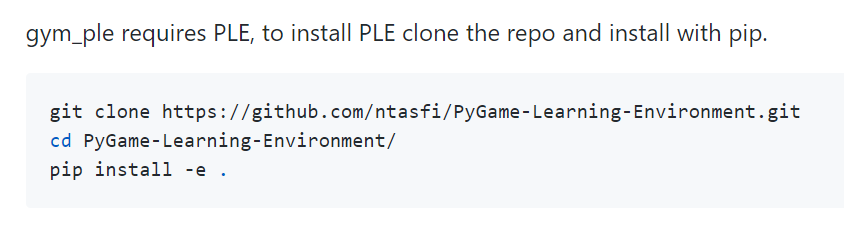 gym_ple requires PLE, to install PLE clone the repo and install with pip.
git clone https://github.com/ntasfi/PyGame-Learning-Environment.git
cd PyGame-Learning-Environment/
pip install -e .